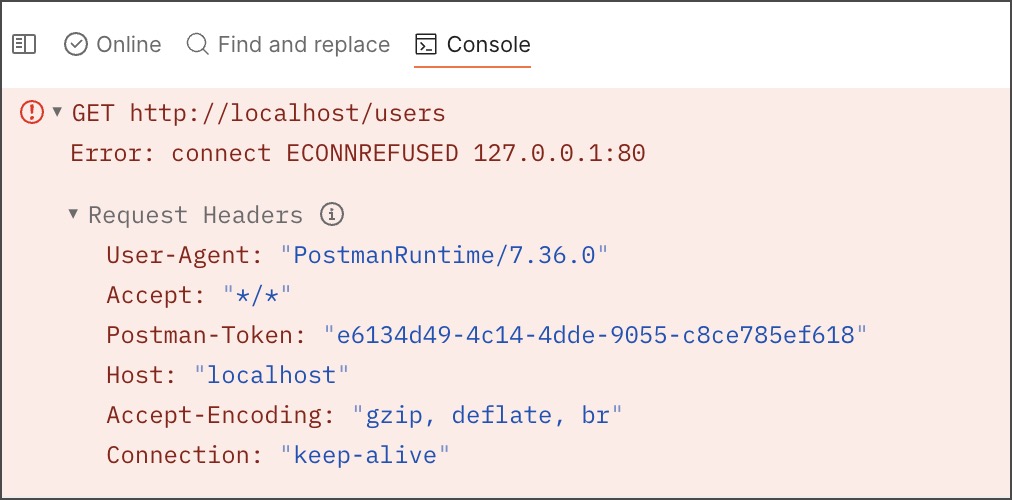 Online Find and replace Console
GET http://localhost/users
Error: connect ECONNREFUSED 127.0.0.1:80
Request Headers
User-Agent: "PostmanRuntime/7.36.0"
Accept: "*/*"
Postman-Token: "e6134d49-4c14-4dde-9055-c8ce785ef618"
Host: "localhost"
Accept-Encoding: "gzip, deflate, br"
Connection: "keep-alive"